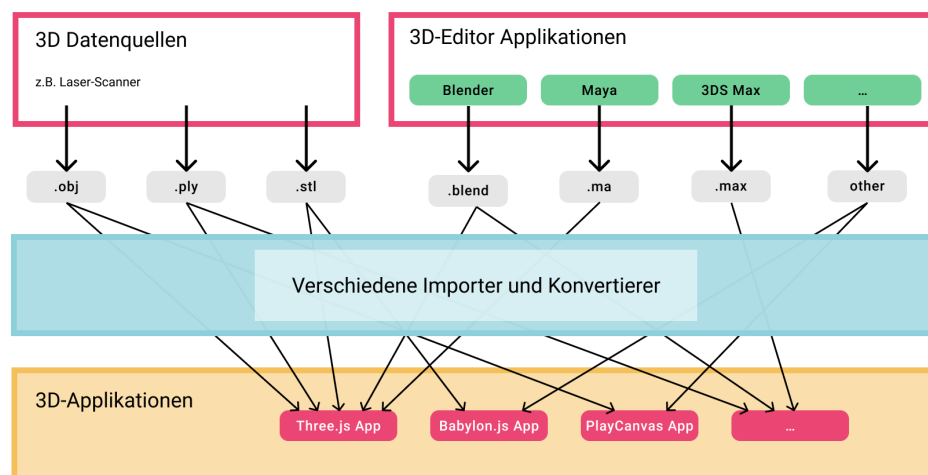 3D Datenquellen
z.B. Laser-Scanner
3D-Editor Applikationen
Blender
Maya
3DS Max
...
.obj
.ply
.stl
.blend
.ma
.max
other
Verschiedene Importer und Konvertierer
3D-Applikationen
Three.js App
Babylon.js App
PlayCanvas App
...